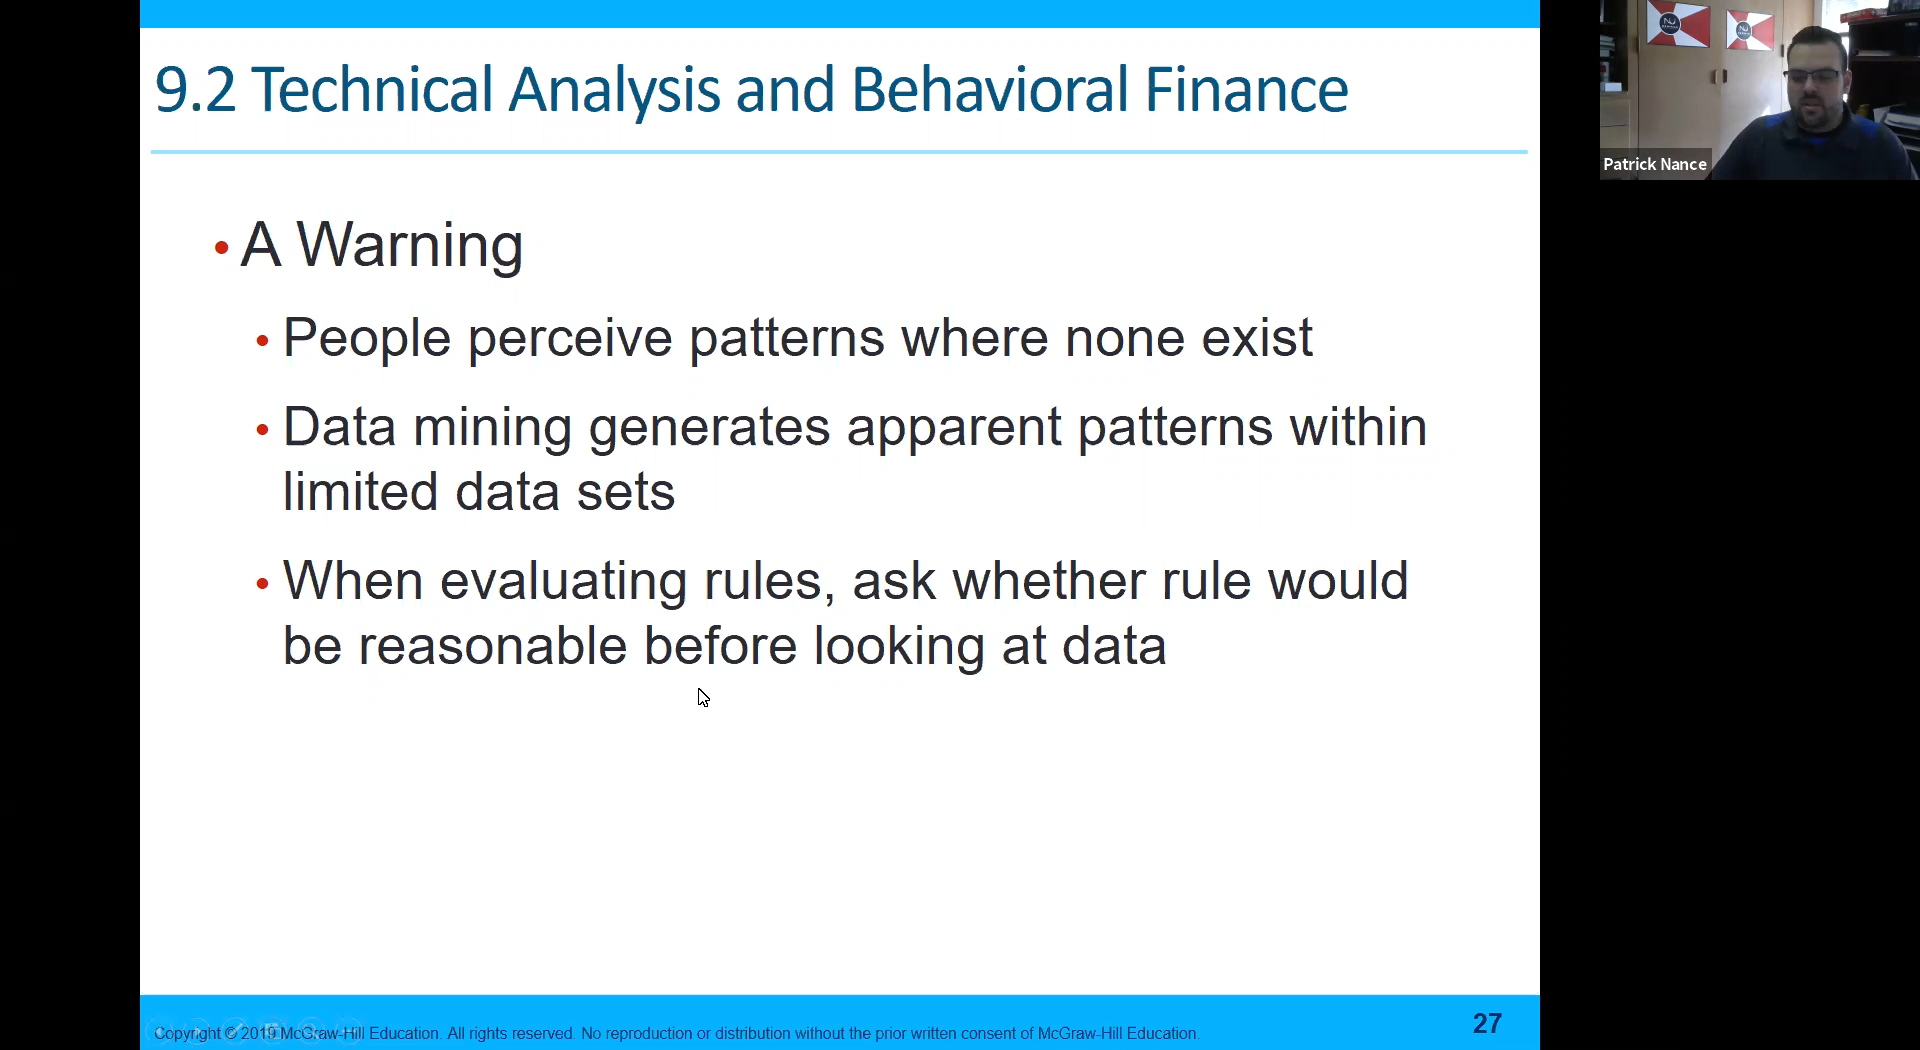 9.2 Technical Analysis and Behavioral Finance
Patrick Nance
• A Warning
• People perceive patterns where none exist
• Data mining generates apparent patterns within
limited data sets
• When evaluating rules, ask whether rule would
be reasonable before looking at data
Copyright © 2019 McGraw-Hill Education. All rights reserved. No reproduction or distribution without the prior written consent of McGraw-Hill Education.
27